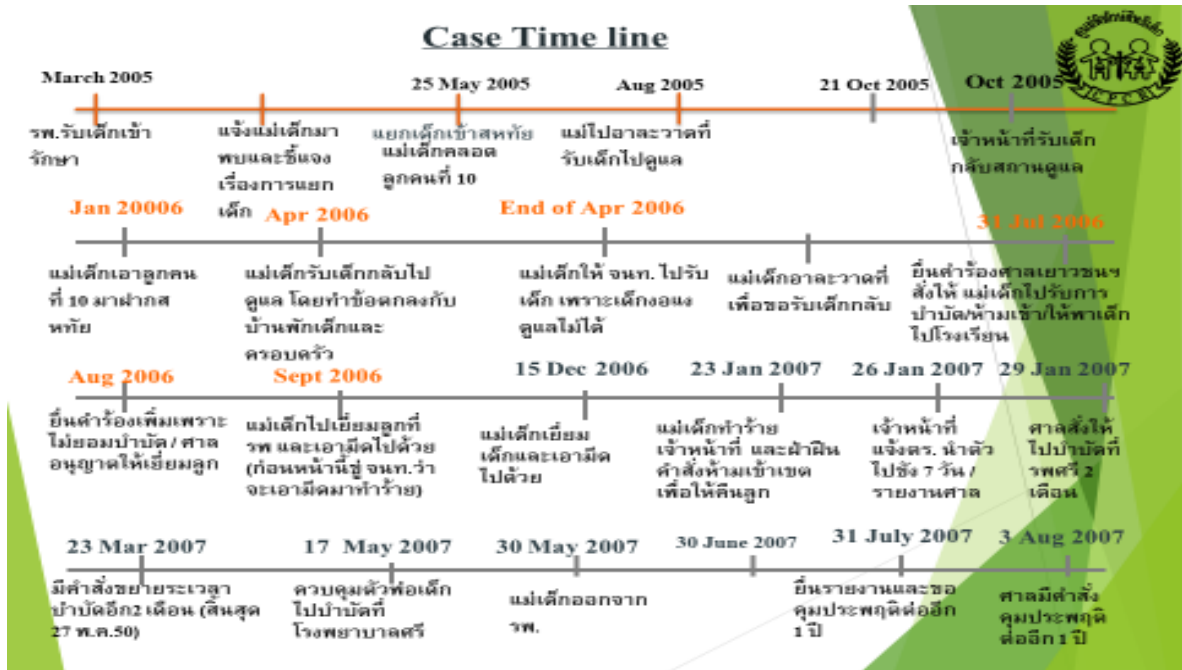 Case Time line
March 2005
25 May 2005
Aug 2005
21 Oct 2005
Oct 2005
รพ.รับเด็กเข้า
รักษา
แจ้งแม่เด็กมา
พบและชี้แจง
เรื่องการแยก
เด็ก
แยกเด็กเข้าสหทัย
แม่เด็กคลอด
ลูกคนที่ 10
แม่ไปอาละวาดที่
รับเด็กไปดูแล
เจ้าหน้าที่รับเด็ก
กลับสถานดูแล
Jan 20006
Apr 2006
End of Apr 2006
31 Jul 2006
แม่เด็กเอาลูกคน
ที่ 10 มาฝากส
หทัย
แม่เด็กรับเด็กกลับไป
ดูแล โดยทำข้อตกลงกับ
บ้านพักเด็กและ
ครอบครัว
แม่เด็กให้ จนท. ไปรับ
เด็ก เพราะเด็กงอแง
ดูแลไม่ได้
แม่เด็กอาละวาดที่
เพื่อขอรับเด็กกลับ
ยื่นคำร้องศาลเยาวชนฯ
สั่งให้ แม่เด็กไปรับการ
บำบัด/ห้ามเข้า/ให้พาเด็ก
ไปโรงเรียน
Aug 2006
Sept 2006
15 Dec 2006
23 Jan 2007
26 Jan 2007
29 Jan 2007
ยื่นคำร้องเพิ่มเพราะ
ไม่ยอมบำบัด / ศาล
อนุญาตให้เยี่ยมลูก
แม่เด็กไปเยี่ยมลูกที่
รพ และเอามีดไปด้วย
(ก่อนหน้านี้ขู่ จนท.ว่า
จะเอามีดมาทำร้าย)
แม่เด็กเยี่ยม
เด็กและเอามีด
ไปด้วย
แม่เด็กทำร้าย
เจ้าหน้าที่ และฝ่าฝืน
คำสั่งห้ามเข้าเขต
เพื่อให้คืนลูก
เจ้าหน้าที่
แจ้งตร. นำตัว
ไปขัง 7 วัน /
รายงานศาล
ศาลสั่งให้
ไปบำบัดที่
รพศรี 2
เดือน
23 Mar 2007
17 May 2007
30 May 2007
30 June 2007
31 July 2007
3 Aug 2007
มีคำสั่งขยายระยะเวลา
บำบัดอีก2 เดือน (สิ้นสุด
27 พ.ค.50)
ควบคุมตัวพ่อเด็ก
ไปบำบัดที่
โรงพยาบาลศรี
แม่เด็กออกจาก
รพ.
ยื่นรายงานและขอ
คุมประพฤติต่ออีก
1 ปี
ศาลมีคำสั่ง
คุมประพฤติ
ต่ออีก 1 ปี